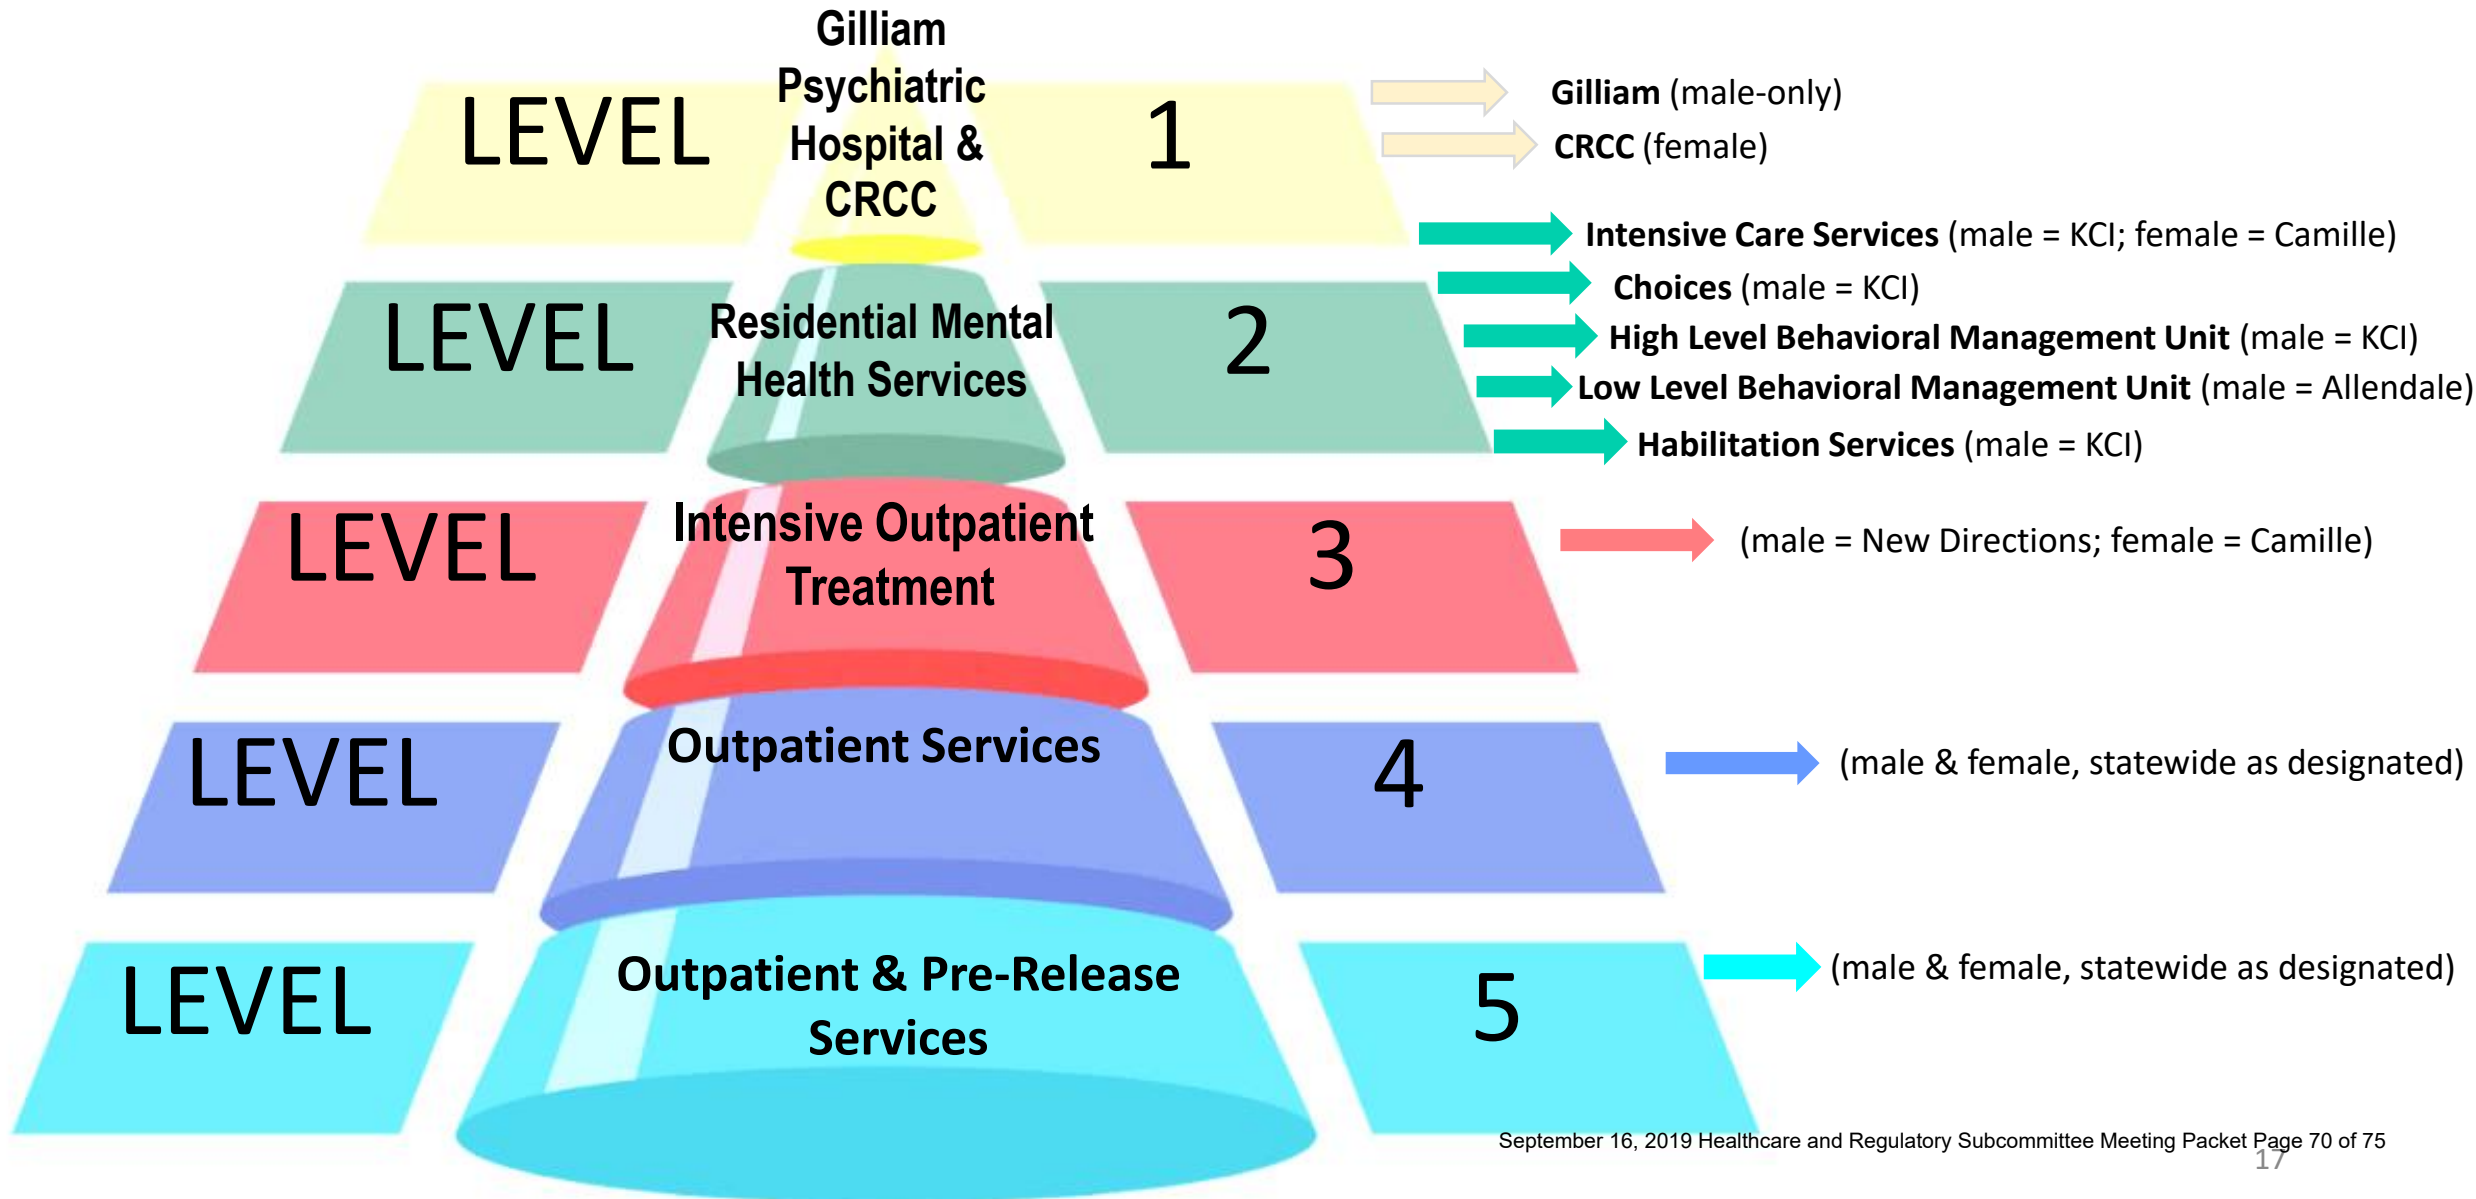 Gilliam
Psychiatric
Hospital &
CRCC
LEVEL
1
Gilliam (male-only)
CRCC (female)
LEVEL
Residential Mental
Health Services
2
Intensive Care Services (male = KCI; female = Camille)
Choices (male = KCI)
High Level Behavioral Management Unit (male = KCI)
Low Level Behavioral Management Unit (male = Allendale)
Habilitation Services (male = KCI)
LEVEL
Intensive Outpatient
Treatment
3
(male = New Directions; female = Camille)
LEVEL
Outpatient Services
4
(male & female, statewide as designated)
LEVEL
Outpatient & Pre-Release
Services
5
(male & female, statewide as designated)
September 16, 2019 Healthcare and Regulatory Subcommittee Meeting Packet Page 70 of 75
17